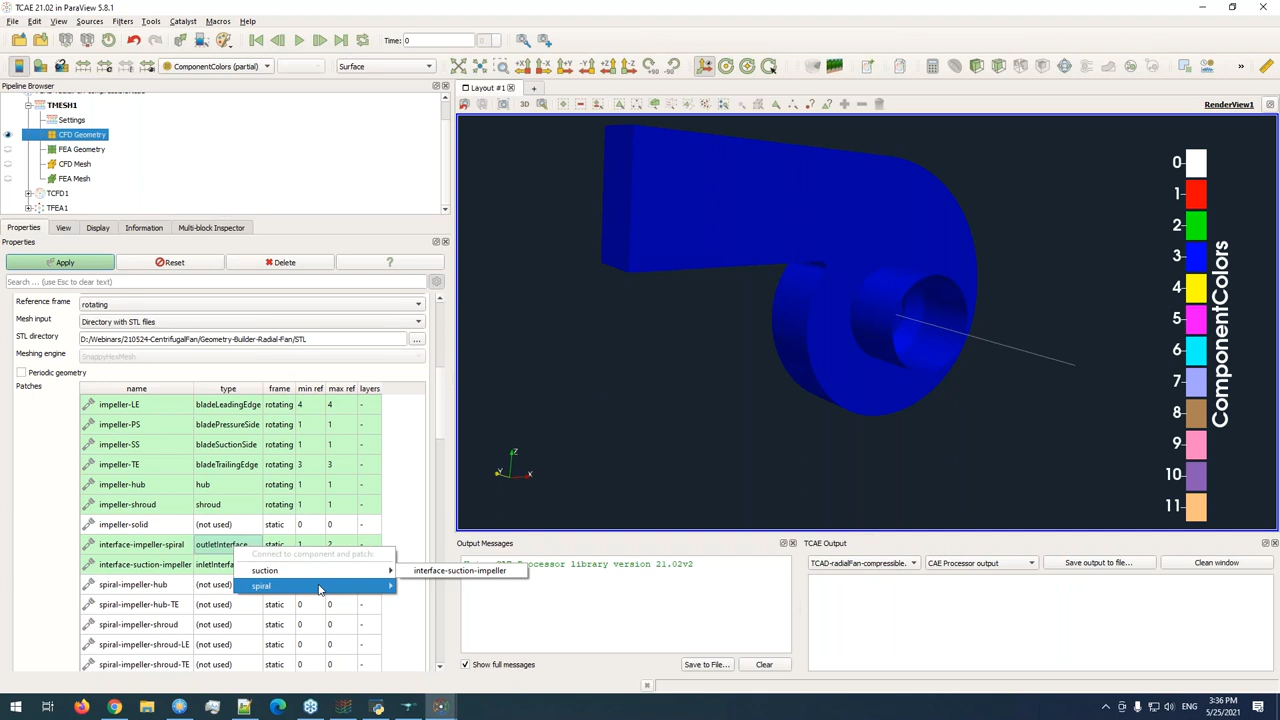 TCAE 21.02 in ParaView 5.8.1
File Edit View Sources Filters Tools Catalyst Macros Help
Time: 0
ComponentColors (partial) Surface
Pipeline Browser
TMESH1
Settings
CFD Geometry
FEA Geometry
CFD Mesh
FEA Mesh
TCFD1
TFEA1
Properties View Display Information Multi-block Inspector
Properties
Apply Reset Delete ?
Search ... (use Esc to clear text)
Reference frame rotating
Mesh input Directory with STL files
STL directory D:/Webinars/210524-CentrifugalFan/Geometry-Builder-Radial-Fan/STL ...
Meshing engine SnappyHexMesh
Periodic geometry
Patches name type frame min ref max ref layers
impeller-LE bladeLeadingEdge rotating 4 4 -
impeller-PS bladePressureSide rotating 1 1 -
impeller-SS bladeSuctionSide rotating 1 1 -
impeller-TE bladeTrailingEdge rotating 3 3 -
impeller-hub hub rotating 1 1 -
impeller-shroud shroud rotating 1 1 -
impeller-solid (not used) static 0 0 -
interface-impeller-spiral outletInterface static 1 2 -
interface-suction-impeller inletInterfa
spiral-impeller-hub (not used)
spiral-impeller-hub-TE (not used) static 0 0 -
spiral-impeller-shroud (not used) static 0 0 -
spiral-impeller-shroud-LE (not used) static 0 0 -
spiral-impeller-shroud-TE (not used) static 0 0 -
Connect to component and patch:
suction
spiral
interface-suction-impeller
Layout #1
3D
RenderView1
0
1
2
3
4
5
6
7
8
9
10
11
ComponentColors
Z
Y
X
Output Messages
Processor library version 21.02v2
Show full messages Save to File... Clear
TCAE Output
TCAD-radialFan-compressible. CAE Processor output Save output to file... Clear window
ENG 3:36 PM
5/25/2021